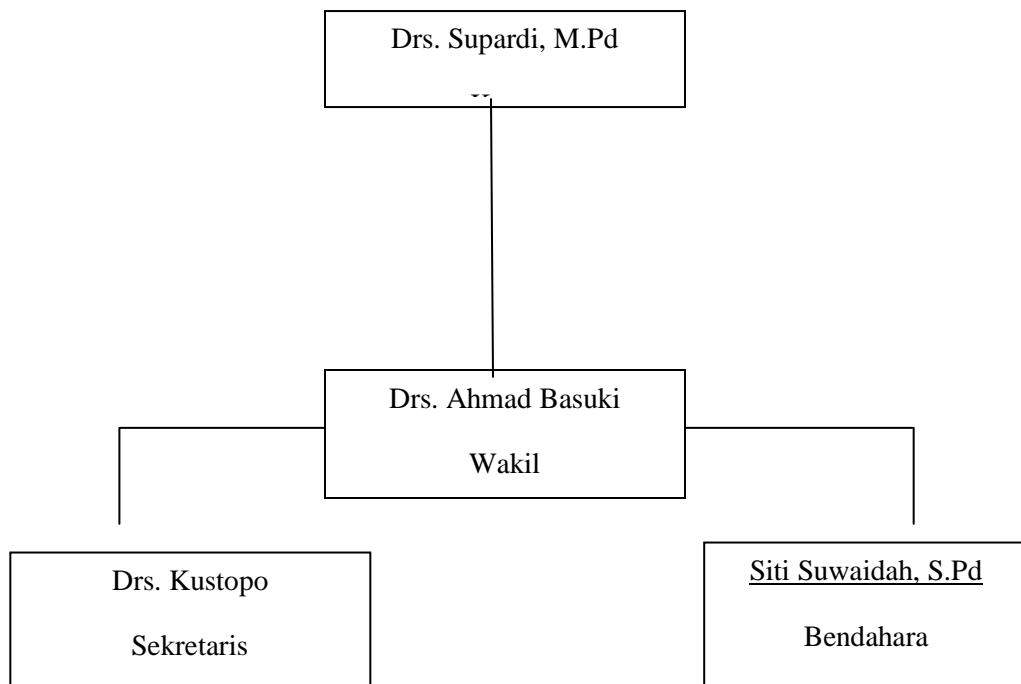 Drs. Supardi, M.Pd
Drs. Ahmad Basuki
Wakil
Drs. Kustopo
Sekretaris
Siti Suwaidah, S.Pd
Bendahara